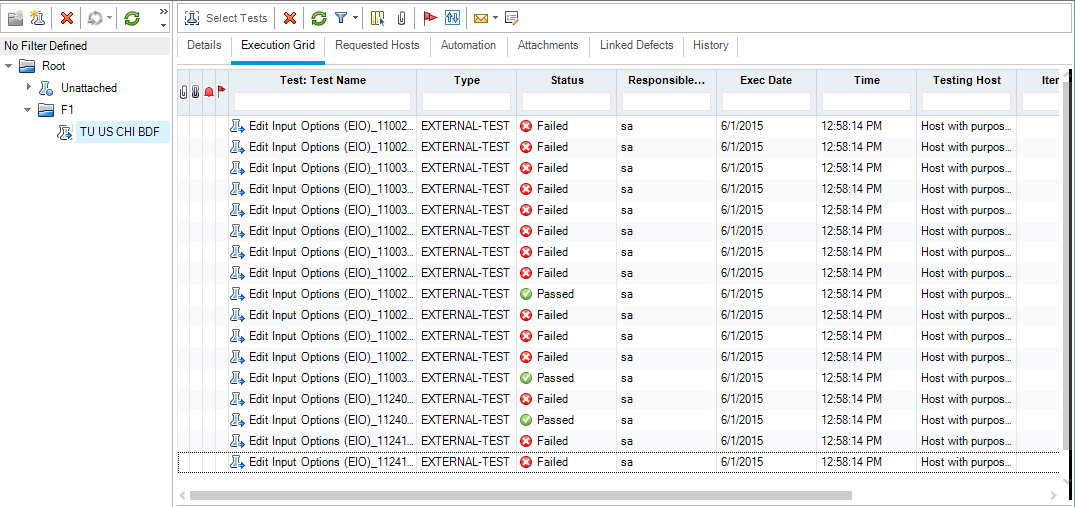 No Filter Defined
Root
Unattached
F1
TU US CHI BDF
Select Tests
Details Execution Grid Requested Hosts Automation Attachments Linked Defects History
Test: Test Name Type Status Responsible... Exec Date Time Testing Host Iter
Edit Input Options (EIO)_11002... EXTERNAL-TEST Failed sa 6/1/2015 12:58:14 PM Host with purpos...
Edit Input Options (EIO)_11002... EXTERNAL-TEST Failed sa 6/1/2015 12:58:14 PM Host with purpos...
Edit Input Options (EIO)_11003... EXTERNAL-TEST Failed sa 6/1/2015 12:58:14 PM Host with purpos...
Edit Input Options (EIO)_11003... EXTERNAL-TEST Failed sa 6/1/2015 12:58:14 PM Host with purpos...
Edit Input Options (EIO)_11003... EXTERNAL-TEST Failed sa 6/1/2015 12:58:14 PM Host with purpos...
Edit Input Options (EIO)_11002... EXTERNAL-TEST Failed sa 6/1/2015 12:58:14 PM Host with purpos...
Edit Input Options (EIO)_11003... EXTERNAL-TEST Failed sa 6/1/2015 12:58:14 PM Host with purpos...
Edit Input Options (EIO)_11002... EXTERNAL-TEST Failed sa 6/1/2015 12:58:14 PM Host with purpos...
Edit Input Options (EIO)_11002... EXTERNAL-TEST Passed sa 6/1/2015 12:58:14 PM Host with purpos...
Edit Input Options (EIO)_11002... EXTERNAL-TEST Failed sa 6/1/2015 12:58:14 PM Host with purpos...
Edit Input Options (EIO)_11002... EXTERNAL-TEST Failed sa 6/1/2015 12:58:14 PM Host with purpos...
Edit Input Options (EIO)_11002... EXTERNAL-TEST Failed sa 6/1/2015 12:58:14 PM Host with purpos...
Edit Input Options (EIO)_11003... EXTERNAL-TEST Passed sa 6/1/2015 12:58:14 PM Host with purpos...
Edit Input Options (EIO)_11240... EXTERNAL-TEST Failed sa 6/1/2015 12:58:14 PM Host with purpos...
Edit Input Options (EIO)_11240... EXTERNAL-TEST Passed sa 6/1/2015 12:58:14 PM Host with purpos...
Edit Input Options (EIO)_11241... EXTERNAL-TEST Failed sa 6/1/2015 12:58:14 PM Host with purpos...
Edit Input Options (EIO)_11241... EXTERNAL-TEST Failed sa 6/1/2015 12:58:14 PM Host with purpos...